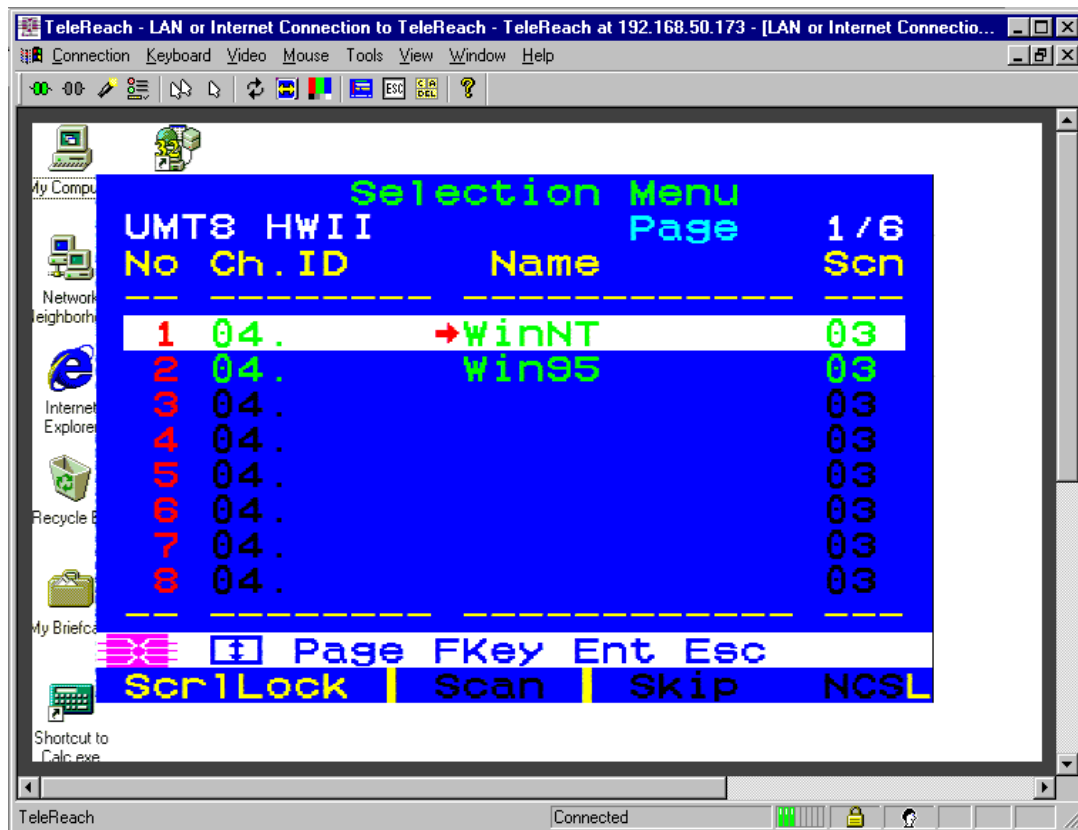 TeleReach - LAN or Internet Connection to TeleReach - TeleReach at 192.168.50.173 - [LAN or Internet Connectio...
Connection Keyboard Video Mouse Tools View Window Help
ESC C A DEL
My Compu
Selection Menu
UMT8 HWII Page 1/6
No Ch.ID Name Scn
1 04. WinNT 03
2 04. Win95 03
3 04. 03
4 04. 03
5 04. 03
6 04. 03
7 04. 03
8 04. 03
Network
Neighborh
Internet
Explorer
Recycle B
My Briefca
Page FKey Ent Esc
ScrlLock Scan Skip NCSL
Shortcut to
Calc.exe
TeleReach Connected